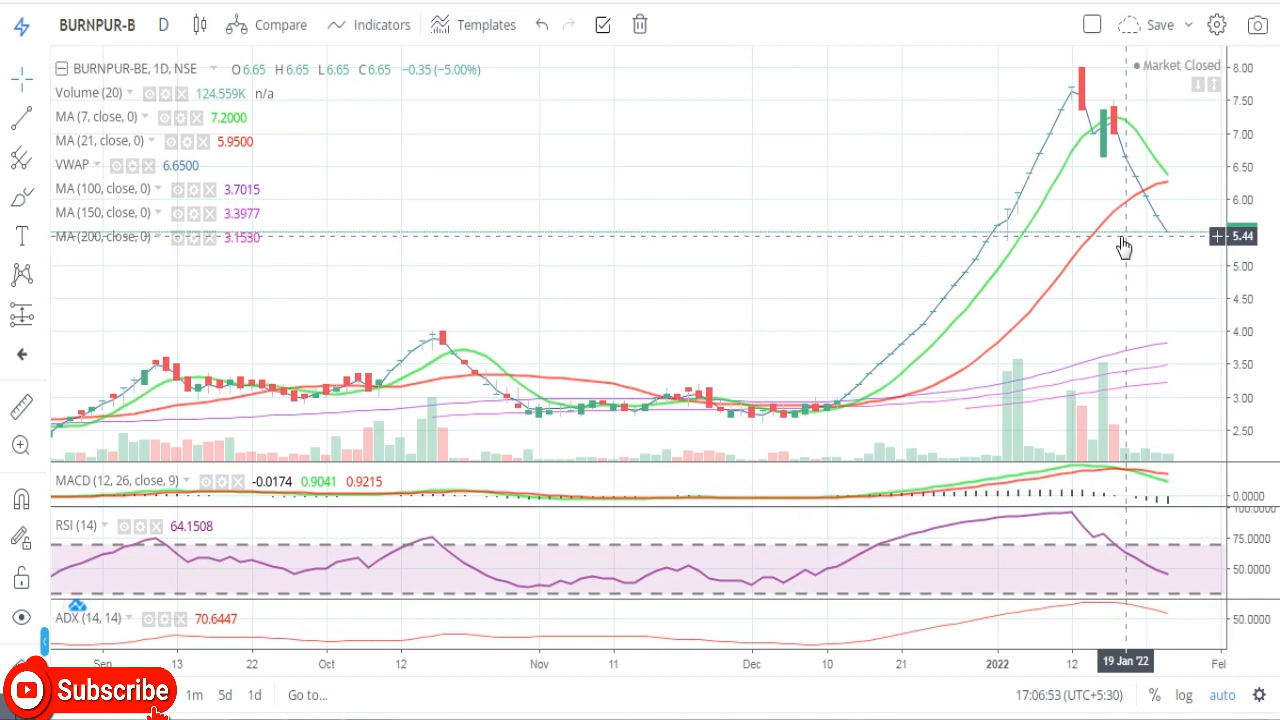 BURNPUR-B D Compare Indicators Templates Save
BURNPUR-BE, 1D, NSE O 6.65 H 6.65 L 6.65 C 6.65 −0.35 (−5.00%)
Market Closed
Volume (20) 124.559K n/a
MA (7, close, 0) 7.2000
MA (21, close, 0) 5.9500
VWAP 6.6500
MA (100, close, 0) 3.7015
MA (150, close, 0) 3.3977
MA (200, close, 0) 3.1530
8.00
7.50
7.00
6.50
6.00
5.44
5.00
4.50
4.00
3.50
3.00
2.50
MACD (12, 26, close, 9) -0.0174 0.9041 0.9215
0.0000
100.0000
RSI (14) 64.1508
75.0000
50.0000
ADX (14, 14) 70.6447
50.0000
Sep 13 22 Oct 12 Nov 11 Dec 10 21 2022 12 19 Jan '22 Fel
Subscribe
1m 5d 1d Go to... 17:06:53 (UTC+5:30) % log auto